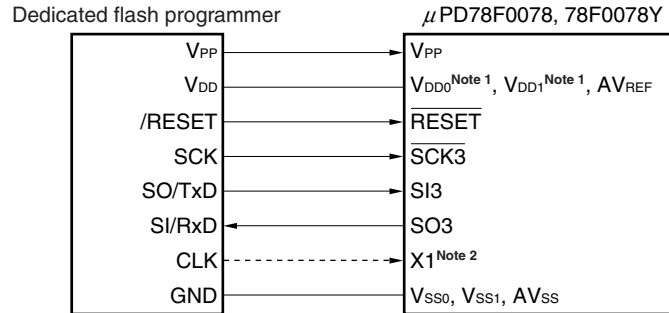 Dedicated flash programmer μPD78F0078, 78F0078Y
VPP VPP
VDD VDD0Note 1, VDD1Note 1, AVREF
/RESET RESET
SCK SCK3
SO/TxD SI3
SI/RxD SO3
CLK X1Note 2
GND VSS0, VSS1, AVSS